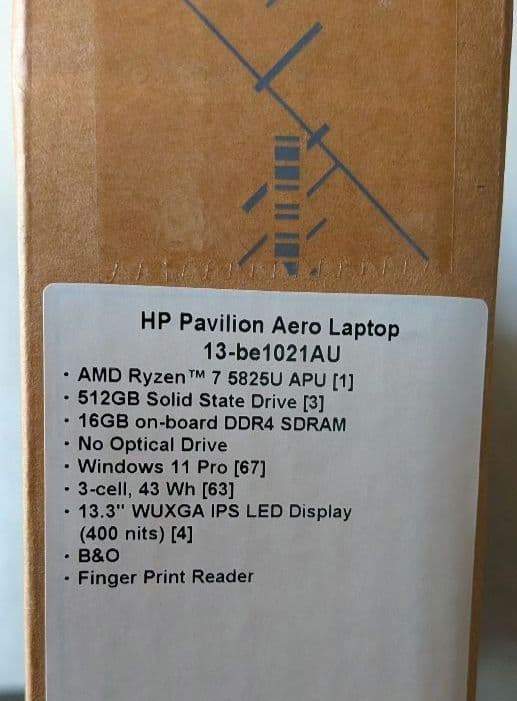 HP Pavilion Aero Laptop
13-be1021AU
• AMD Ryzen™ 7 5825U APU [1]
• 512GB Solid State Drive [3]
• 16GB on-board DDR4 SDRAM
• No Optical Drive
• Windows 11 Pro [67]
• 3-cell, 43 Wh [63]
• 13.3" WUXGA IPS LED Display
(400 nits) [4]
• B&O
• Finger Print Reader